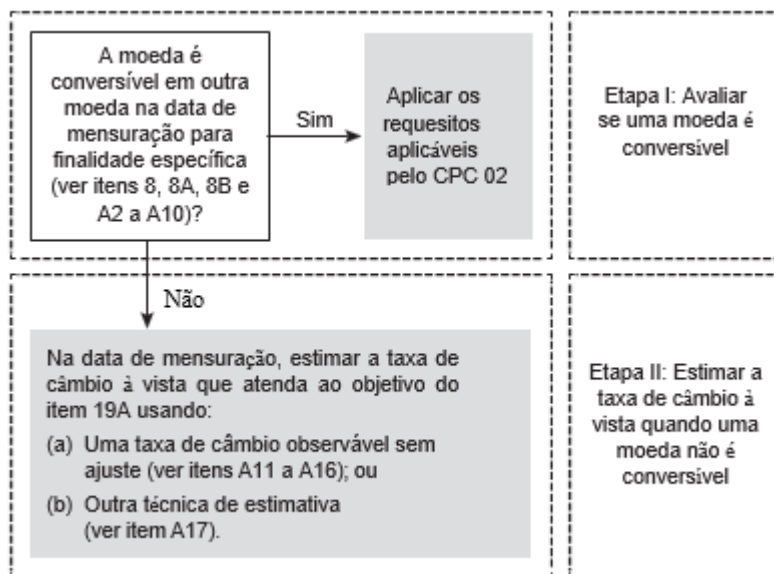 A moeda é
conversível em outra
moeda na data de
mensuração para
finalidade específica
(ver itens 8, 8A, 8B e
A2 a A10)?
Sim
Aplicar os
requesitos
aplicáveis
pelo CPC 02
Etapa I: Avaliar
se uma moeda é
conversível
Não
Na data de mensuração, estimar a taxa de
câmbio à vista que atenda ao objetivo do
item 19A usando:
(a) Uma taxa de câmbio observável sem
ajuste (ver itens A11 a A16); ou
(b) Outra técnica de estimativa
(ver item A17).
Etapa II: Estimar a
taxa de câmbio à
vista quando uma
moeda não é
conversível